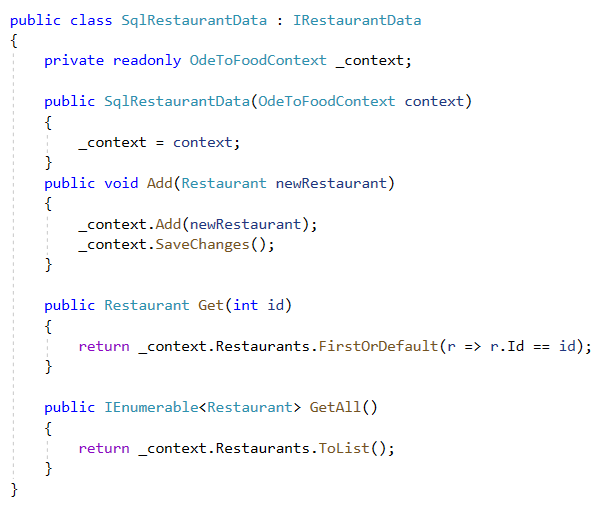 public class SqlRestaurantData : IRestaurantData
{
    private readonly OdeToFoodContext _context;

    public SqlRestaurantData(OdeToFoodContext context)
    {
        _context = context;
    }
    public void Add(Restaurant newRestaurant)
    {
        _context.Add(newRestaurant);
        _context.SaveChanges();
    }

    public Restaurant Get(int id)
    {
        return _context.Restaurants.FirstOrDefault(r => r.Id == id);
    }

    public IEnumerable<Restaurant> GetAll()
    {
        return _context.Restaurants.ToList();
    }
}